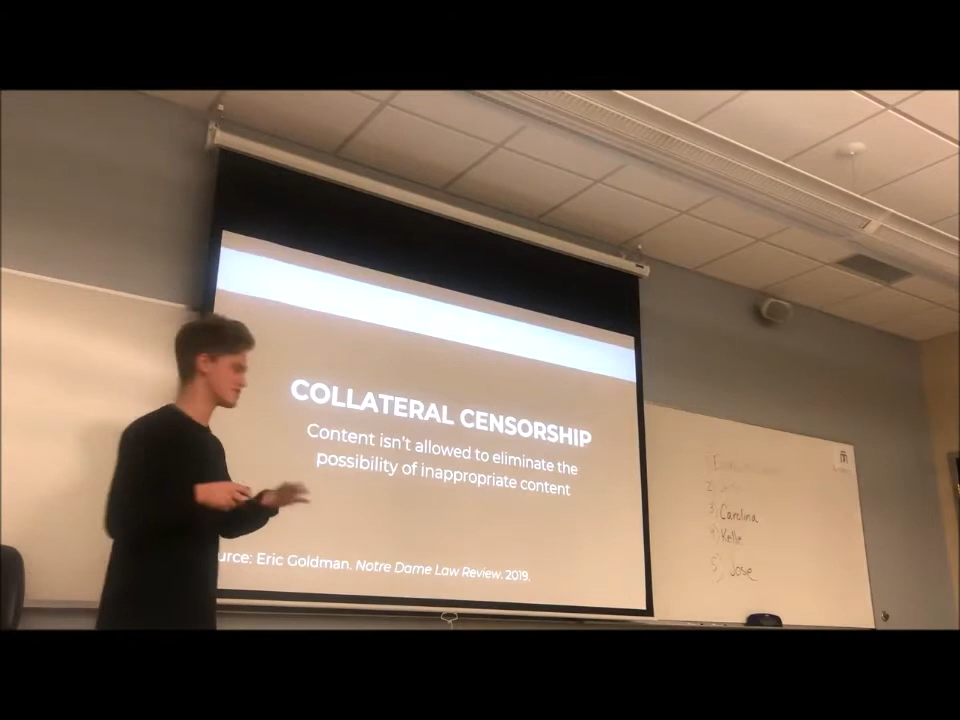 COLLATERAL CENSORSHIP
Content isn't allowed to eliminate the
possibility of inappropriate content
urce: Eric Goldman. Notre Dame Law Review. 2019.
2)
3) Carolina
4) Kelle
5) Jose